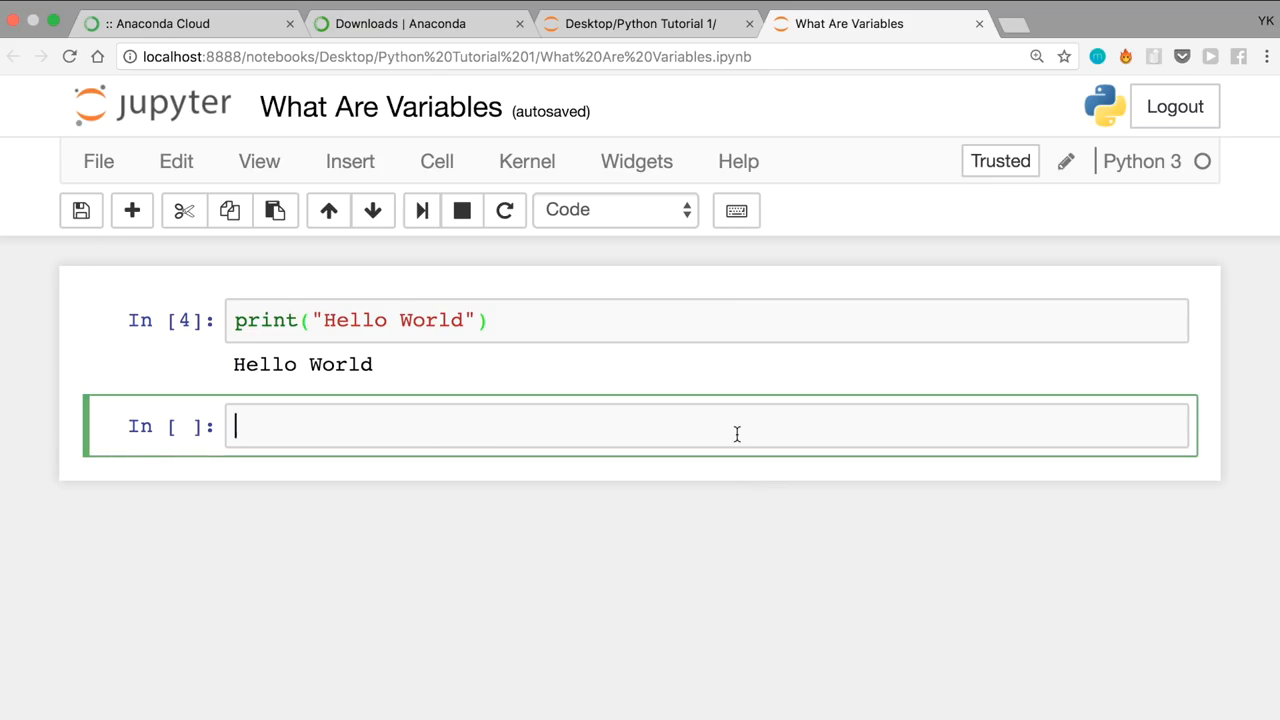 :: Anaconda Cloud
Downloads | Anaconda
Desktop/Python Tutorial 1/
What Are Variables
YK
localhost:8888/notebooks/Desktop/Python%20Tutorial%201/What%20Are%20Variables.ipynb
jupyter What Are Variables (autosaved)
Logout
File Edit View Insert Cell Kernel Widgets Help
Trusted
Python 3
Code
In [4]: print("Hello World")
Hello World
In [ ]: